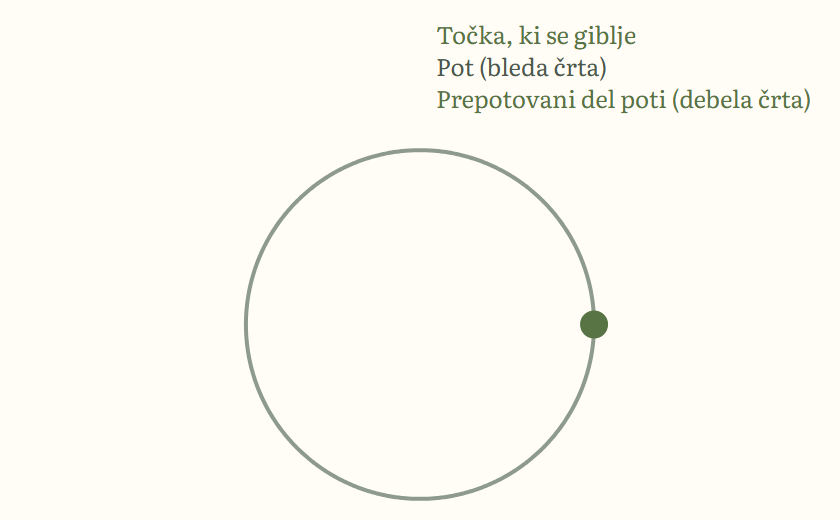 Točka, ki se giblje
Pot (bleda črta)
Prepotovani del poti (debela črta)